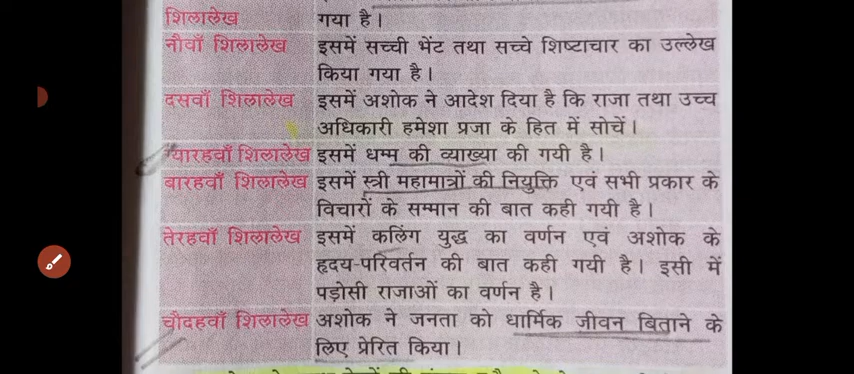 शिलालेख गया है।
नौवाँ शिलालेख इसमें सच्ची भेंट तथा सच्चे शिष्टाचार का उल्लेख
किया गया है।
दसवाँ शिलालेख इसमें अशोक ने आदेश दिया है कि राजा तथा उच्च
अधिकारी हमेशा प्रजा के हित में सोचें।
ग्यारहवाँ शिलालेख इसमें धम्म की व्याख्या की गयी है।
बारहवाँ शिलालेख इसमें स्त्री महामात्रों की नियुक्ति एवं सभी प्रकार के
विचारों के सम्मान की बात कही गयी है।
तेरहवाँ शिलालेख इसमें कलिंग युद्ध का वर्णन एवं अशोक के
हृदय-परिवर्तन की बात कही गयी है। इसी में
पड़ोसी राजाओं का वर्णन है।
चौदहवाँ शिलालेख अशोक ने जनता को धार्मिक जीवन बिताने के
लिए प्रेरित किया।